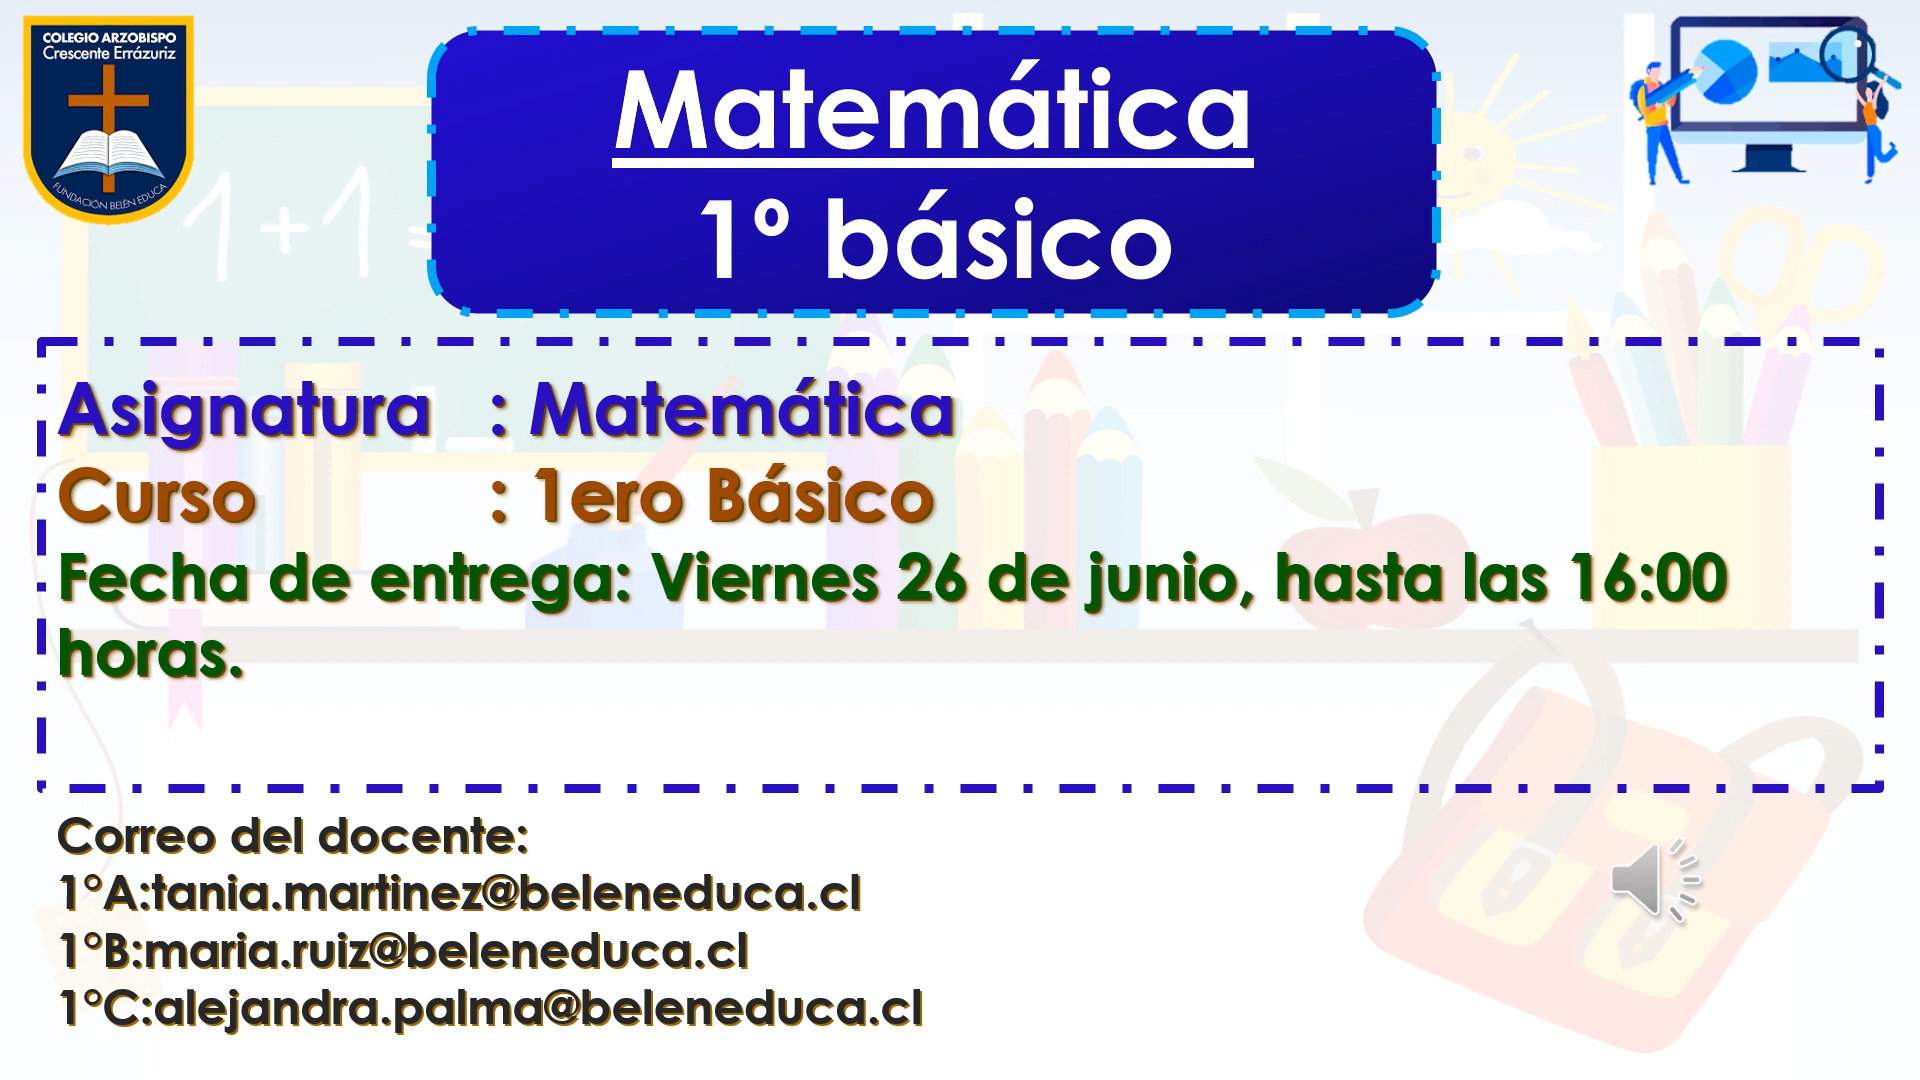 COLEGIO ARZOBISPO
Crescente Errázuriz
FUNDACIÓN BELÉN EDUCA
Matemática
1º básico
1+1=
Asignatura : Matemática
Curso : 1ero Básico
Fecha de entrega: Viernes 26 de junio, hasta las 16:00
horas.
Correo del docente:
1°A:tania.martinez@beleneduca.cl
1°B:maria.ruiz@beleneduca.cl
1°C:alejandra.palma@beleneduca.cl